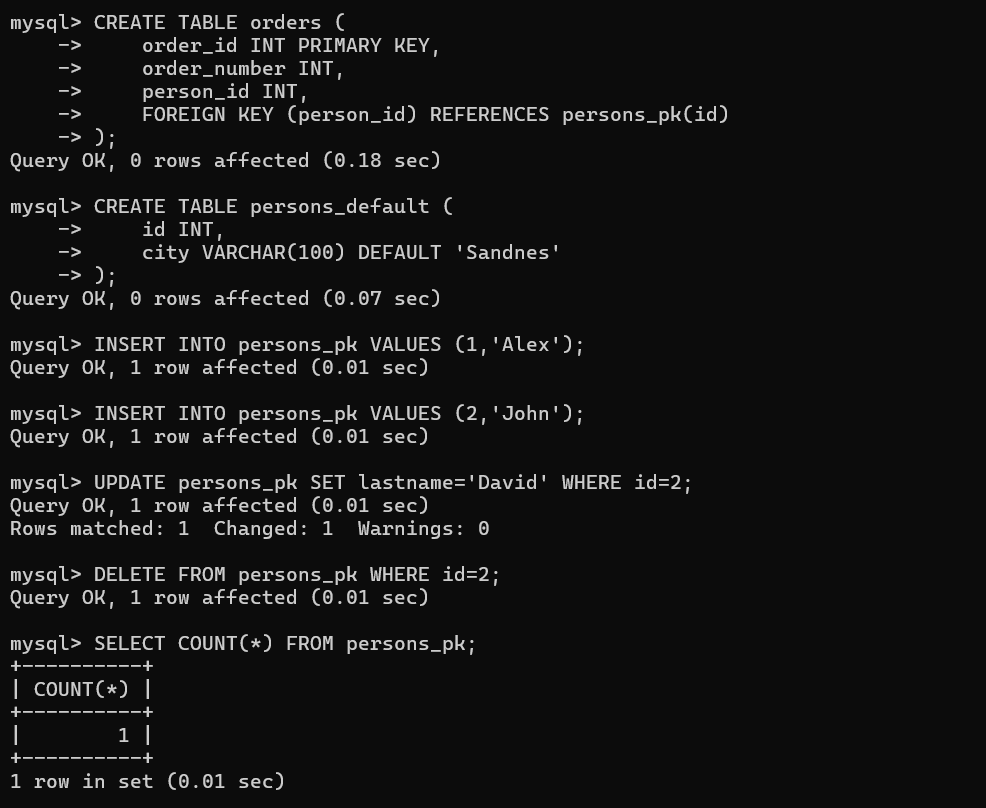 mysql> CREATE TABLE orders (
    ->     order_id INT PRIMARY KEY,
    ->     order_number INT,
    ->     person_id INT,
    ->     FOREIGN KEY (person_id) REFERENCES persons_pk(id)
    -> );
Query OK, 0 rows affected (0.18 sec)

mysql> CREATE TABLE persons_default (
    ->     id INT,
    ->     city VARCHAR(100) DEFAULT 'Sandnes'
    -> );
Query OK, 0 rows affected (0.07 sec)

mysql> INSERT INTO persons_pk VALUES (1,'Alex');
Query OK, 1 row affected (0.01 sec)

mysql> INSERT INTO persons_pk VALUES (2,'John');
Query OK, 1 row affected (0.01 sec)

mysql> UPDATE persons_pk SET lastname='David' WHERE id=2;
Query OK, 1 row affected (0.01 sec)
Rows matched: 1  Changed: 1  Warnings: 0

mysql> DELETE FROM persons_pk WHERE id=2;
Query OK, 1 row affected (0.01 sec)

mysql> SELECT COUNT(*) FROM persons_pk;
+----------+
| COUNT(*) |
+----------+
|        1 |
+----------+
1 row in set (0.01 sec)